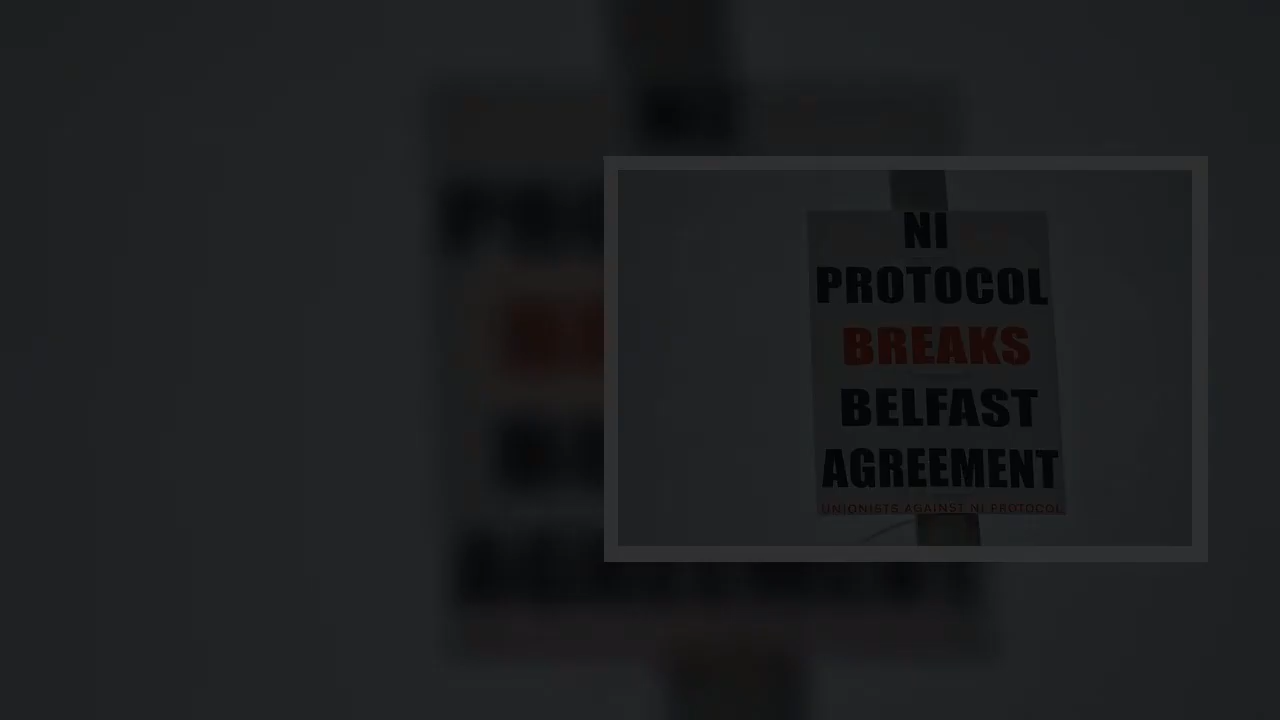 NI
PROTOCOL
BREAKS
BELFAST
AGREEMENT
UNIONISTS AGAINST NI PROTOCOL